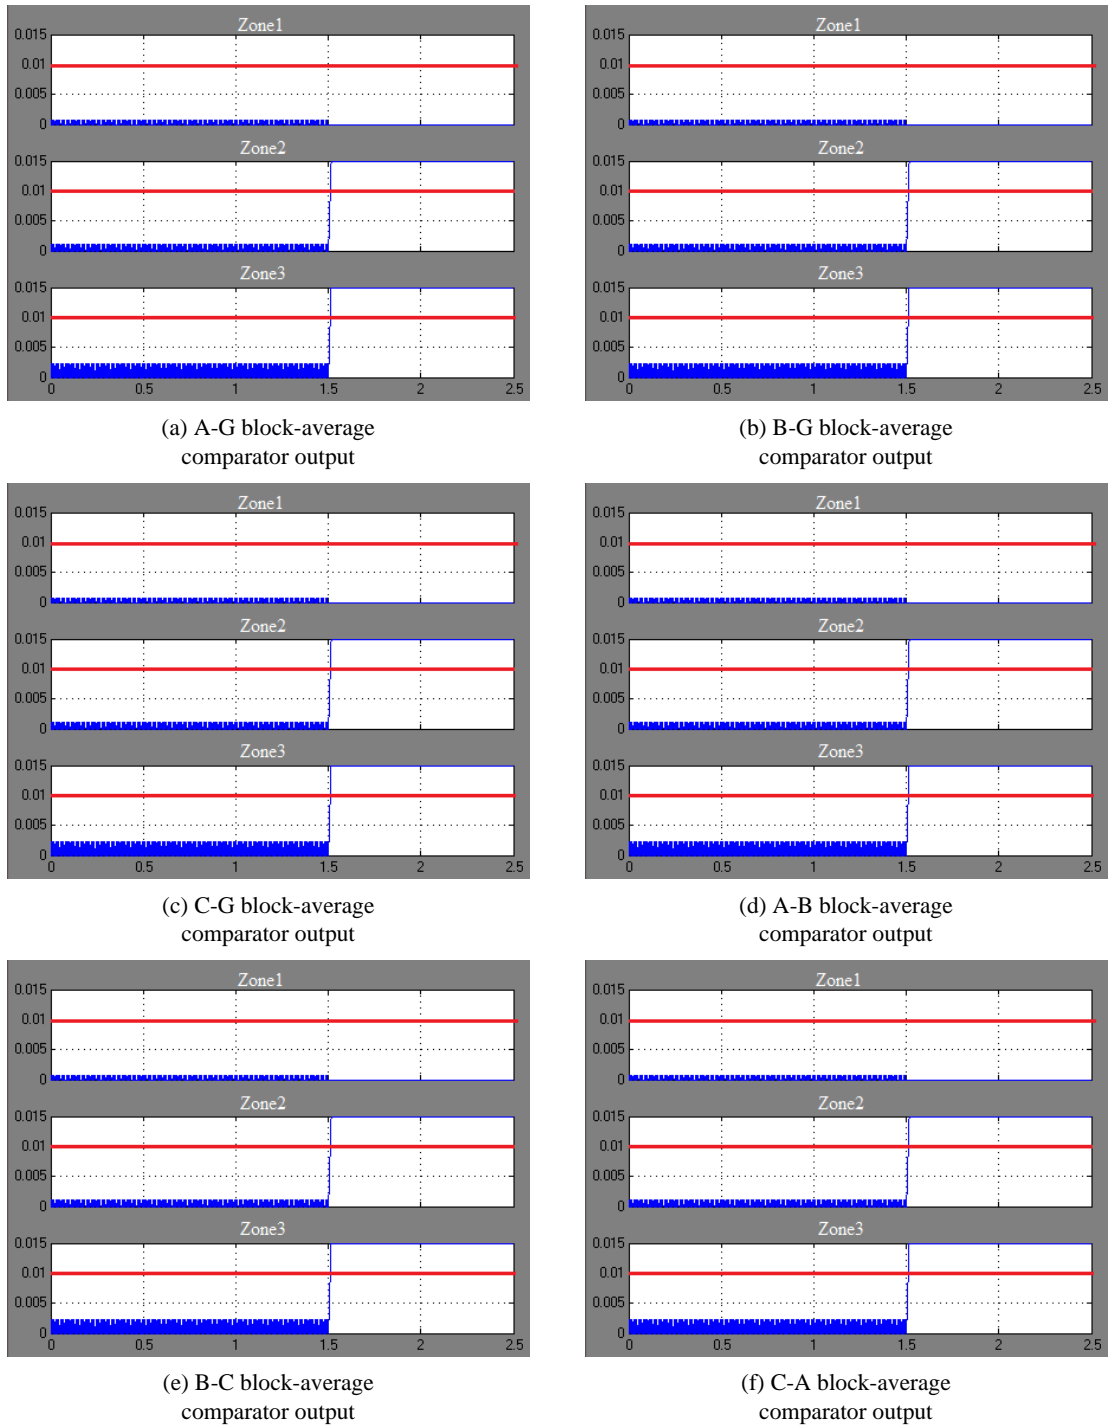 Zone1
0.015
0.01
0.005
0
Zone2
0.015
0.01
0.005
0
Zone3
0.015
0.01
0.005
0
0 0.5 1 1.5 2 2.5
(a) A-G block-average
comparator output
Zone1
0.015
0.01
0.005
0
Zone2
0.015
0.01
0.005
0
Zone3
0.015
0.01
0.005
0
0 0.5 1 1.5 2 2.5
(b) B-G block-average
comparator output
Zone1
0.015
0.01
0.005
0
Zone2
0.015
0.01
0.005
0
Zone3
0.015
0.01
0.005
0
0 0.5 1 1.5 2 2.5
(c) C-G block-average
comparator output
Zone1
0.015
0.01
0.005
0
Zone2
0.015
0.01
0.005
0
Zone3
0.015
0.01
0.005
0
0 0.5 1 1.5 2 2.5
(d) A-B block-average
comparator output
Zone1
0.015
0.01
0.005
0
Zone2
0.015
0.01
0.005
0
Zone3
0.015
0.01
0.005
0
0 0.5 1 1.5 2 2.5
(e) B-C block-average
comparator output
Zone1
0.015
0.01
0.005
0
Zone2
0.015
0.01
0.005
0
Zone3
0.015
0.01
0.005
0
0 0.5 1 1.5 2 2.5
(f) C-A block-average
comparator output